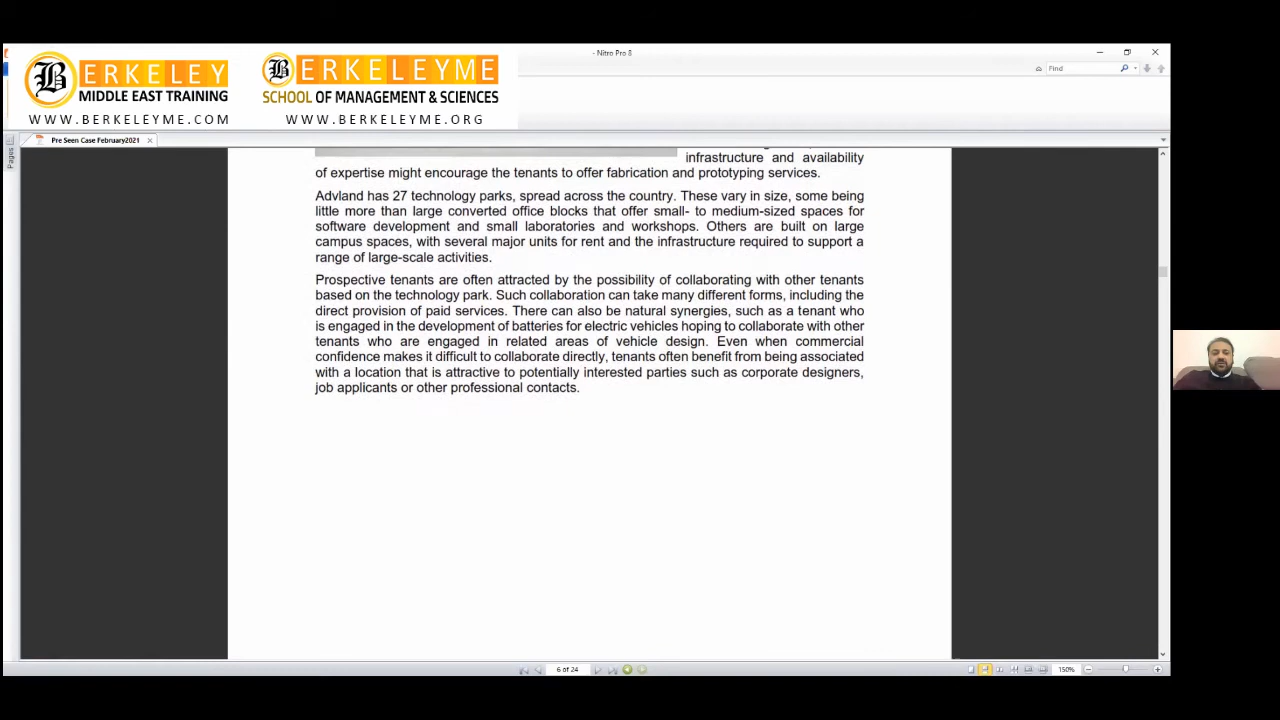 - Nitro Pro 8
BERKELEY
MIDDLE EAST TRAINING
WWW.BERKELEYME.COM
BERKELEYME
SCHOOL OF MANAGEMENT & SCIENCES
WWW.BERKELEYME.ORG
Find
Pre Seen Case February2021
Pages
infrastructure and availability
of expertise might encourage the tenants to offer fabrication and prototyping services.
Advland has 27 technology parks, spread across the country. These vary in size, some being
little more than large converted office blocks that offer small- to medium-sized spaces for
software development and small laboratories and workshops. Others are built on large
campus spaces, with several major units for rent and the infrastructure required to support a
range of large-scale activities.
Prospective tenants are often attracted by the possibility of collaborating with other tenants
based on the technology park. Such collaboration can take many different forms, including the
direct provision of paid services. There can also be natural synergies, such as a tenant who
is engaged in the development of batteries for electric vehicles hoping to collaborate with other
tenants who are engaged in related areas of vehicle design. Even when commercial
confidence makes it difficult to collaborate directly, tenants often benefit from being associated
with a location that is attractive to potentially interested parties such as corporate designers,
job applicants or other professional contacts.
6 of 24
150%